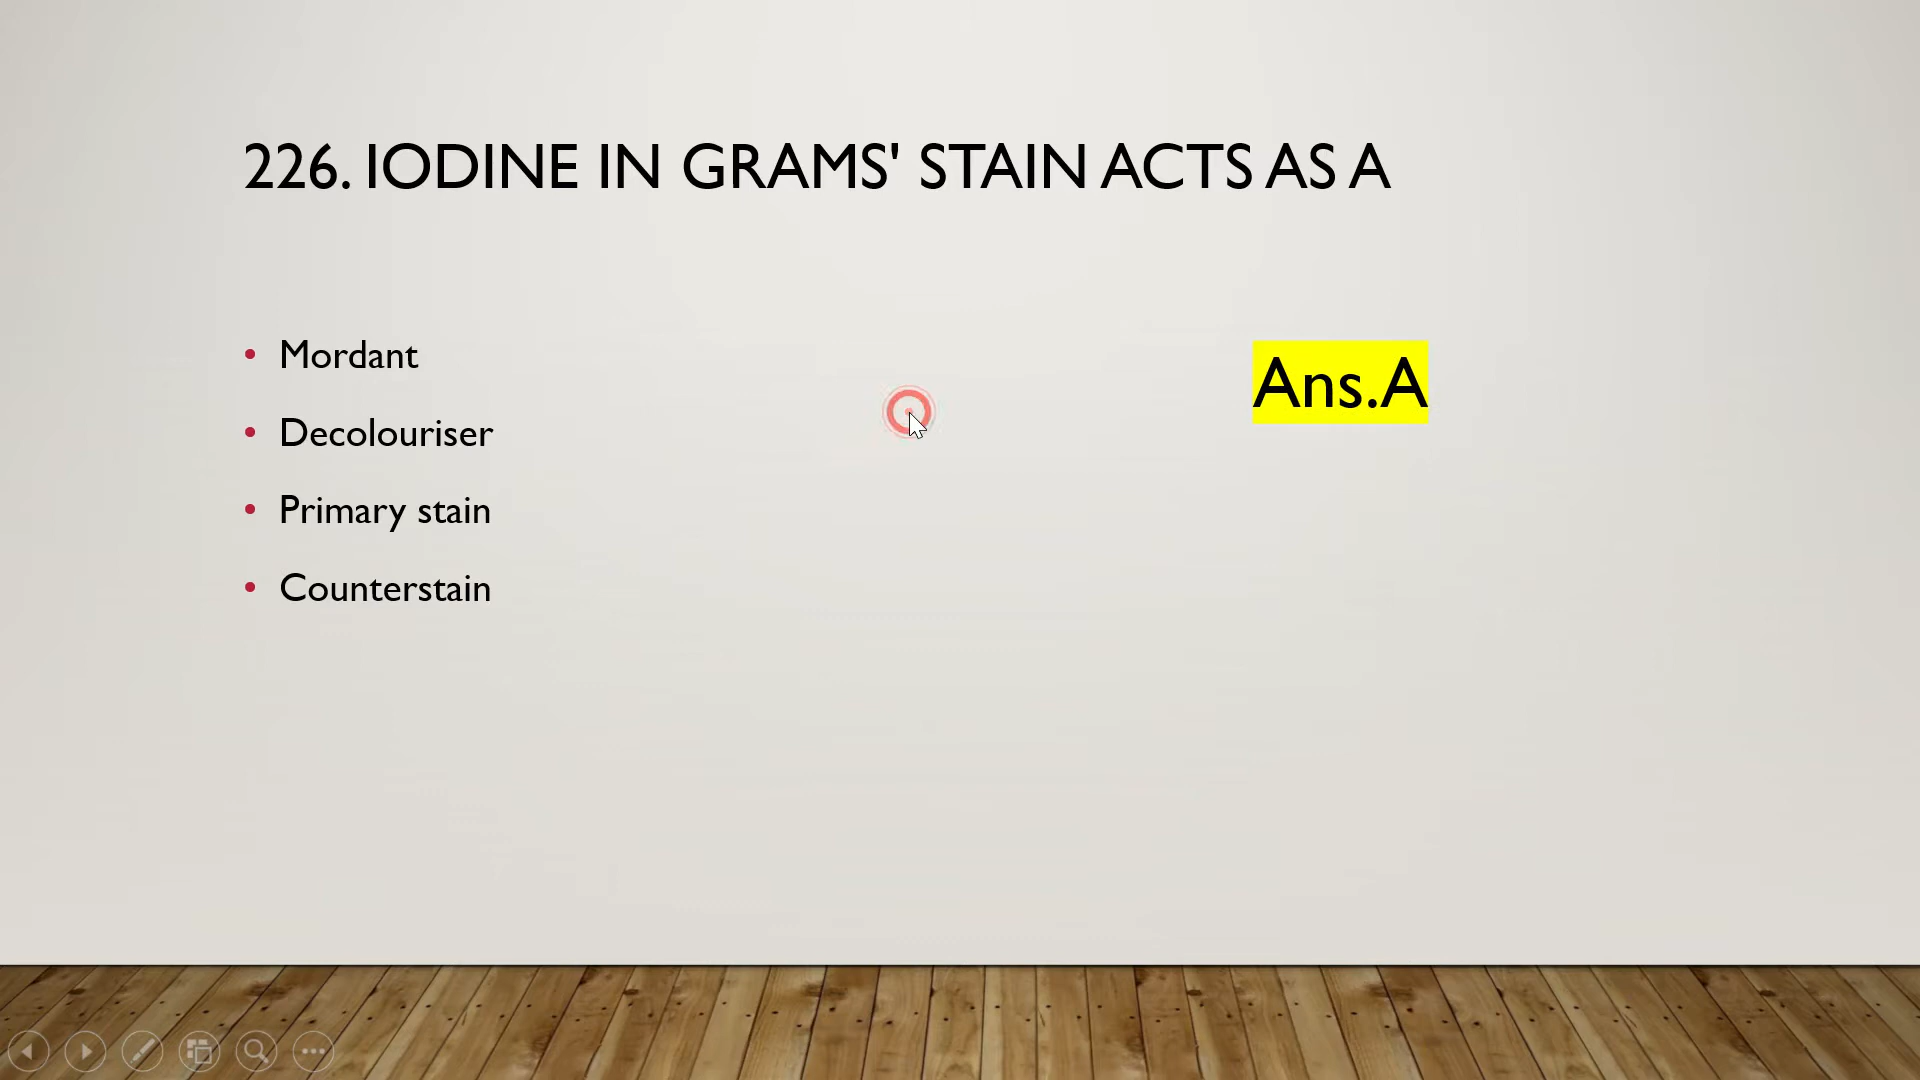 226. IODINE IN GRAMS' STAIN ACTS AS A
• Mordant
• Decolouriser
• Primary stain
• Counterstain
Ans.A